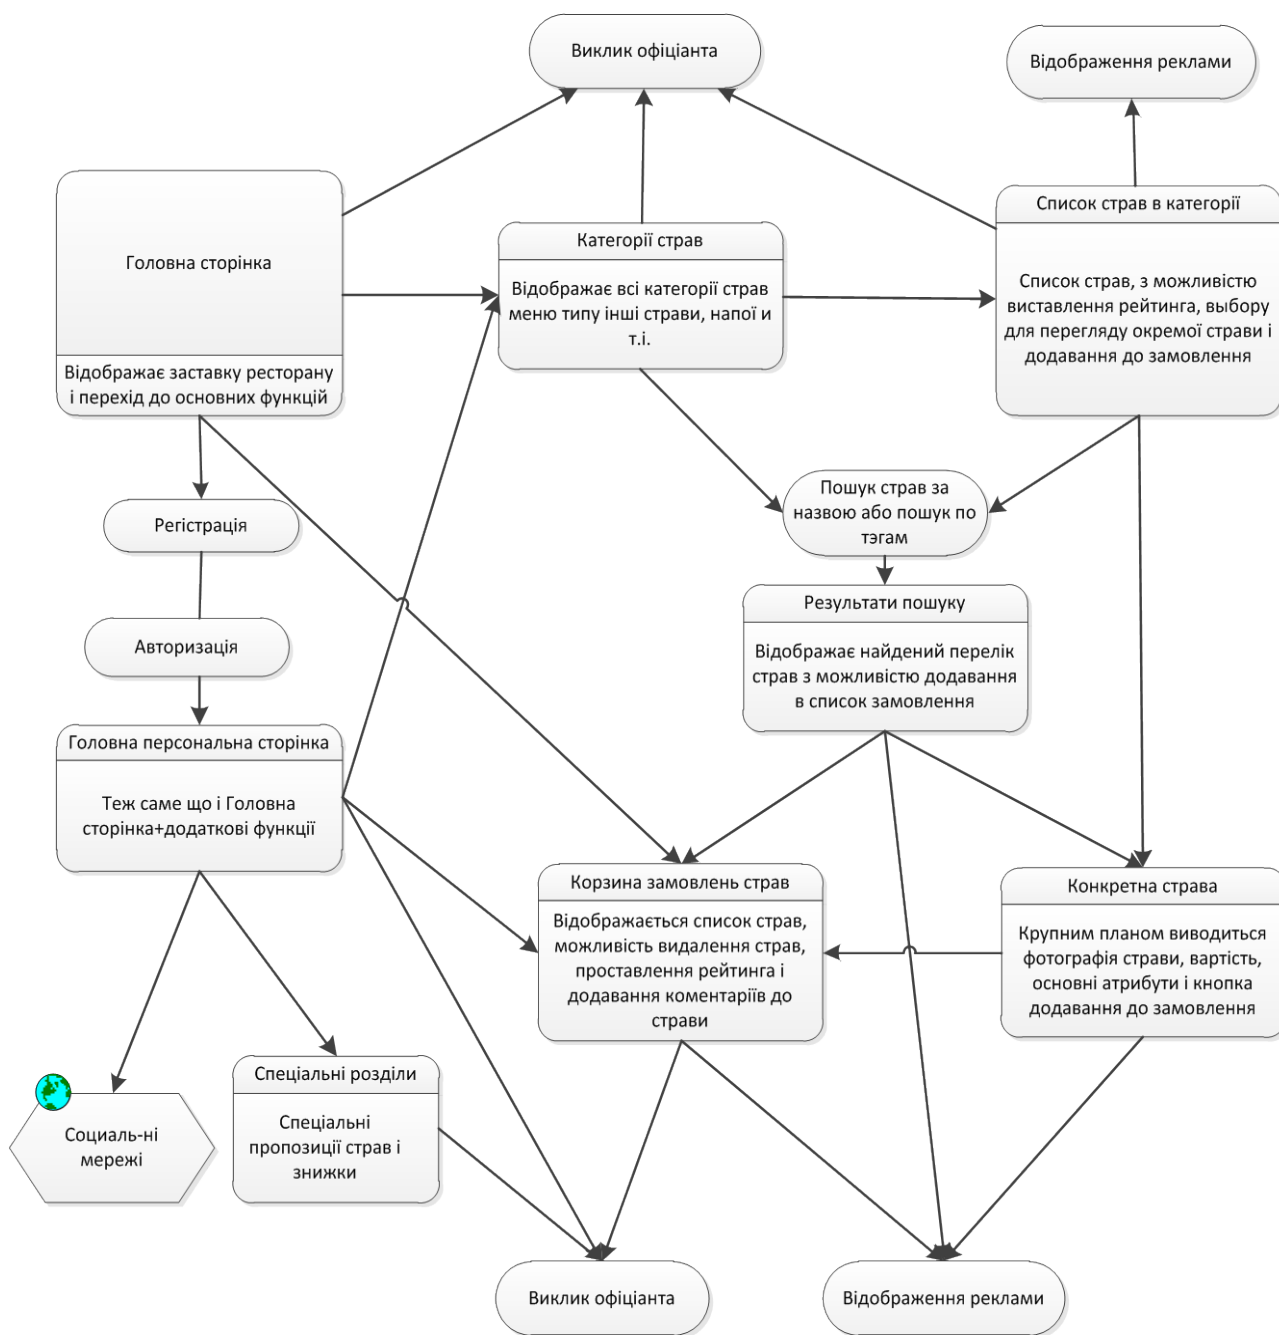 Виклик офіціанта
Відображення реклами
Головна сторінка
Відображає заставку ресторану
і перехід до основних функцій
Категорії страв
Відображає всі категорії страв
меню типу інші страви, напої и
т.і.
Список страв в категорії
Список страв, з можливістю
виставлення рейтинга, выбору
для перегляду окремої страви і
додавання до замовлення
Регістрація
Пошук страв за
назвою або пошук по
тэгам
Авторизація
Результати пошуку
Відображає найдений перелік
страв з можливістю додавання
в список замовлення
Головна персональна сторінка
Теж саме що і Головна
сторінка+додаткові функції
Корзина замовлень страв
Відображається список страв,
можливість видалення страв,
проставлення рейтинга і
додавання коментаріїв до
страви
Конкретна страва
Крупним планом виводиться
фотографія страви, вартість,
основні атрибути і кнопка
додавання до замовлення
Социаль-ні
мережі
Спеціальні розділи
Спеціальні
пропозиції страв і
знижки
Виклик офіціанта
Відображення реклами